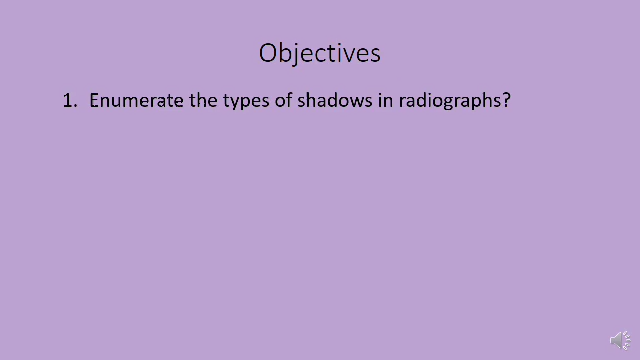 Objectives
1. Enumerate the types of shadows in radiographs?